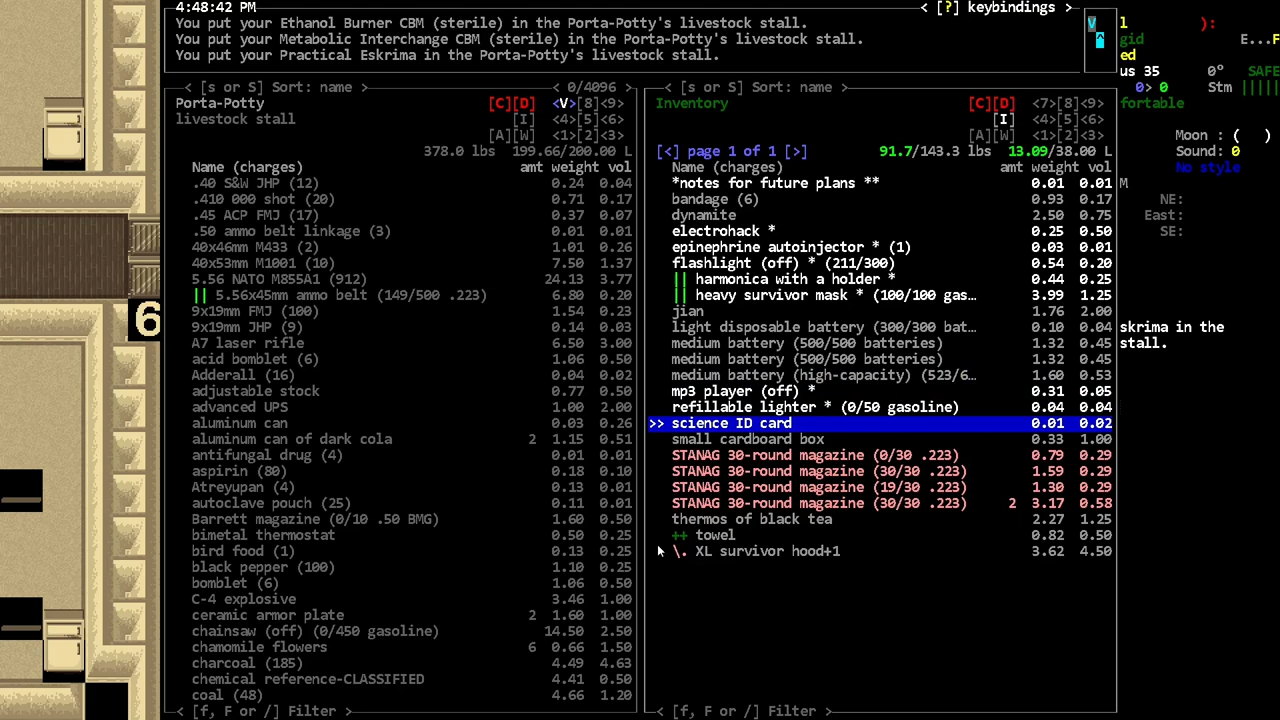 4:48:42 PM
< [?] keybindings >
You put your Ethanol Burner CBM (sterile) in the Porta-Potty's livestock stall.
You put your Metabolic Interchange CBM (sterile) in the Porta-Potty's livestock stall.
You put your Practical Eskrima in the Porta-Potty's livestock stall.
V l ):
^ gid E...F
ed
us 35 0° SAFE
0> 0 Stm |||||
fortable
Moon : ( )
Sound: 0
No style
M
NE:
East:
SE:
skrima in the
stall.
6
< [s or S] Sort: name > < 0/4096 >
Porta-Potty [C][D] <V>[8]<9>
livestock stall [I] <4>[5]<6>
[A][W] <1>[2]<3>
378.0 lbs 199.66/200.00 L
Name (charges) amt weight vol
.40 S&W JHP (12) 0.24 0.04
.410 000 shot (20) 0.71 0.17
.45 ACP FMJ (17) 0.37 0.07
.50 ammo belt linkage (3) 0.01 0.01
40x46mm M433 (2) 1.01 0.26
40x53mm M1001 (10) 7.50 1.37
5.56 NATO M855A1 (912) 24.13 3.77
|| 5.56x45mm ammo belt (149/500 .223) 6.80 0.20
9x19mm FMJ (100) 1.54 0.23
9x19mm JHP (9) 0.14 0.03
A7 laser rifle 6.50 3.00
acid bomblet (6) 1.06 0.50
Adderall (16) 0.04 0.02
adjustable stock 0.77 0.50
advanced UPS 1.00 2.00
aluminum can 0.03 0.26
aluminum can of dark cola 2 1.15 0.51
antifungal drug (4) 0.01 0.01
aspirin (80) 0.18 0.10
Atreyupan (4) 0.13 0.01
autoclave pouch (25) 0.11 0.01
Barrett magazine (0/10 .50 BMG) 1.60 0.50
bimetal thermostat 0.50 0.25
bird food (1) 0.13 0.25
black pepper (100) 1.10 0.25
bomblet (6) 1.06 0.50
C-4 explosive 3.46 1.00
ceramic armor plate 2 1.60 1.00
chainsaw (off) (0/450 gasoline) 14.50 2.50
chamomile flowers 6 0.66 1.50
charcoal (185) 4.49 4.63
chemical reference-CLASSIFIED 4.41 0.50
coal (48) 4.66 1.20
< [f, F or /] Filter >
< [s or S] Sort: name >
Inventory [C][D] <7>[8]<9>
[I] <4>[5]<6>
[A][W] <1>[2]<3>
[<] page 1 of 1 [>] 91.7/143.3 lbs 13.09/38.00 L
Name (charges) amt weight vol
*notes for future plans ** 0.01 0.01
bandage (6) 0.93 0.17
dynamite 2.50 0.75
electrohack * 0.25 0.50
epinephrine autoinjector * (1) 0.03 0.01
flashlight (off) * (211/300) 0.54 0.20
|| harmonica with a holder * 0.44 0.25
|| heavy survivor mask * (100/100 gas… 3.99 1.25
jian 1.76 2.00
light disposable battery (300/300 bat… 0.10 0.04
medium battery (500/500 batteries) 1.32 0.45
medium battery (500/500 batteries) 1.32 0.45
medium battery (high-capacity) (523/6… 1.60 0.53
mp3 player (off) * 0.31 0.05
refillable lighter * (0/50 gasoline) 0.04 0.04
>> science ID card 0.01 0.02
small cardboard box 0.33 1.00
STANAG 30-round magazine (0/30 .223) 0.79 0.29
STANAG 30-round magazine (30/30 .223) 1.59 0.29
STANAG 30-round magazine (19/30 .223) 1.30 0.29
STANAG 30-round magazine (30/30 .223) 2 3.17 0.58
thermos of black tea 2.27 1.25
++ towel 0.82 0.50
\. XL survivor hood+1 3.62 4.50
< [f, F or /] Filter >